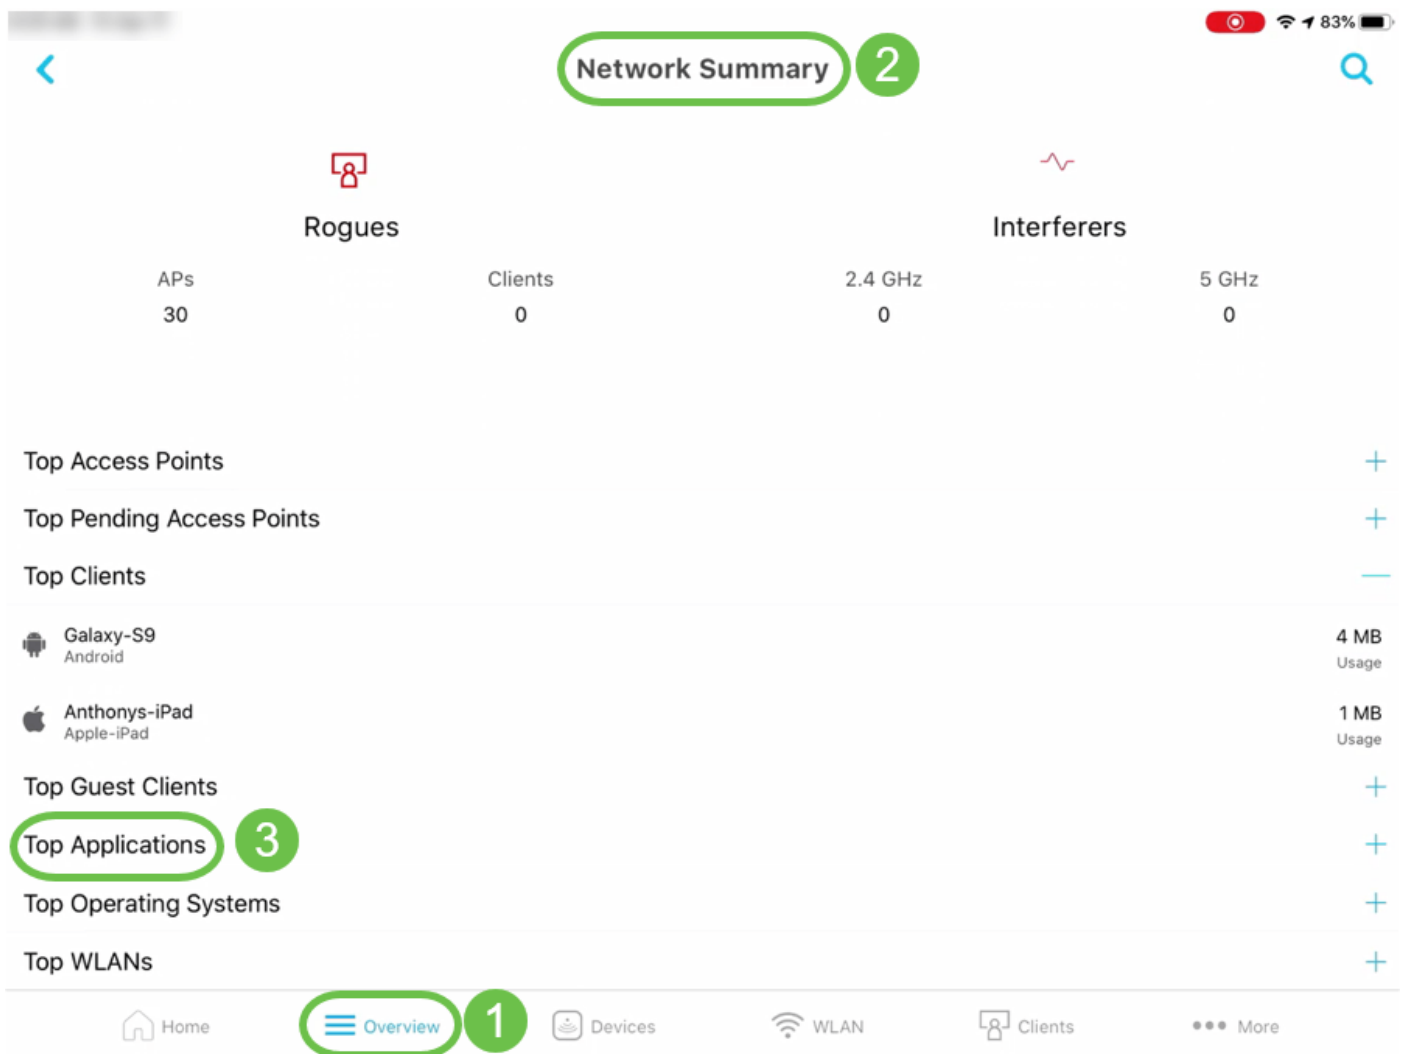 83%
Network Summary 2
Rogues Interferers
APs Clients 2.4 GHz 5 GHz
30 0 0 0
Top Access Points
Top Pending Access Points
Top Clients
Galaxy-S9 4 MB
Android Usage
Anthonys-iPad 1 MB
Apple-iPad Usage
Top Guest Clients
Top Applications 3
Top Operating Systems
Top WLANs
Home Overview 1 Devices WLAN Clients More